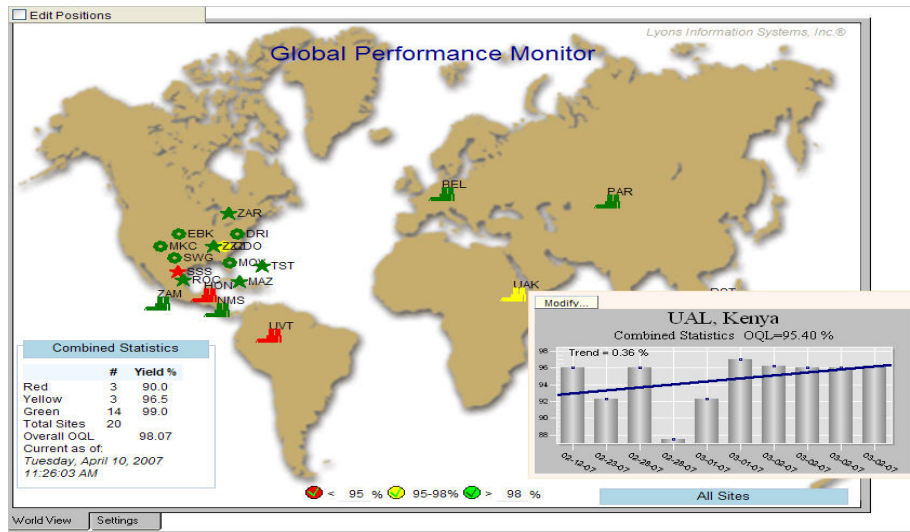 Edit Positions
Lyons Information Systems, Inc.®
Global Performance Monitor
BEL
PAR
ZAR
EBK
DRI
MKC
SWG
TST
SSS
ROC
MAZ
HON
ZAM
NMS
UAK
UVT
Modify...
UAL, Kenya
Combined Statistics OQL=95.40 %
Trend = 0.36 %
98
96
94
92
90
88
02-12-07
02-23-07
02-26-07
02-28-07
03-01-07
03-01-07
03-02-07
03-02-07
03-02-07
03-02-07
Combined Statistics
# Yield %
Red 3 90.0
Yellow 3 96.5
Green 14 99.0
Total Sites 20
Overall OQL 98.07
Current as of:
Tuesday, April 10, 2007
11:26:03 AM
< 95 % 95-98% > 98 %
All Sites
World View Settings